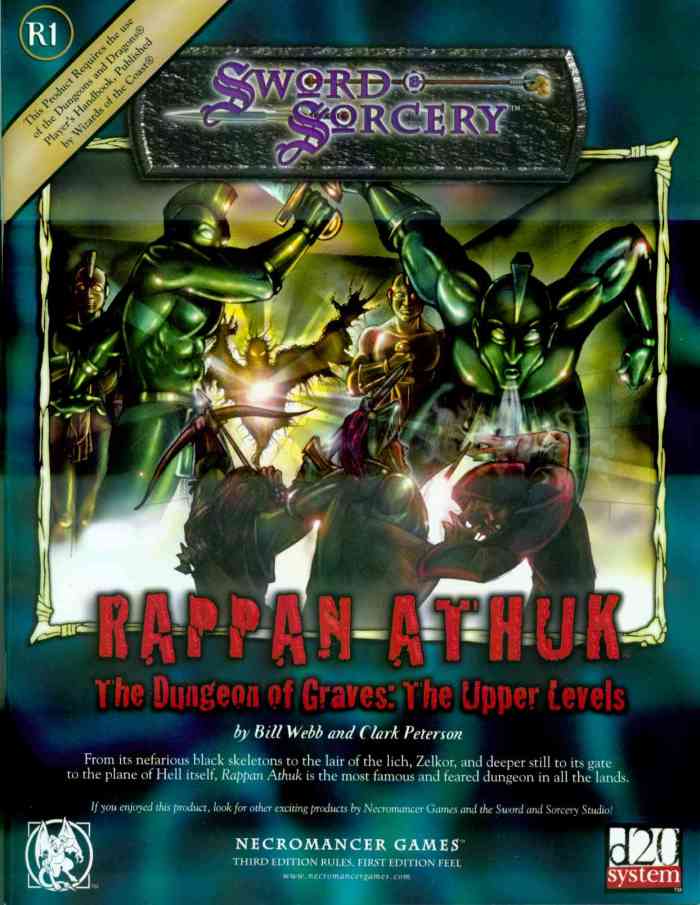 R1
This Product Requires the use
of the Dungeons and Dragons®
Player's Handbook, Published
by Wizards of the Coast®
SWORD &
SORCERY™
RAPPAN ATHUK™
The Dungeon of Graves: The Upper Levels
by Bill Webb and Clark Peterson
From its nefarious black skeletons to the lair of the lich, Zelkor, and deeper still to its gate
to the plane of Hell itself, Rappan Athuk is the most famous and feared dungeon in all the lands.
If you enjoyed this product, look for other exciting products by Necromancer Games and the Sword and Sorcery Studio!
NECROMANCER GAMES™
THIRD EDITION RULES, FIRST EDITION FEEL
www.necromancergames.com
d20
system
™
™